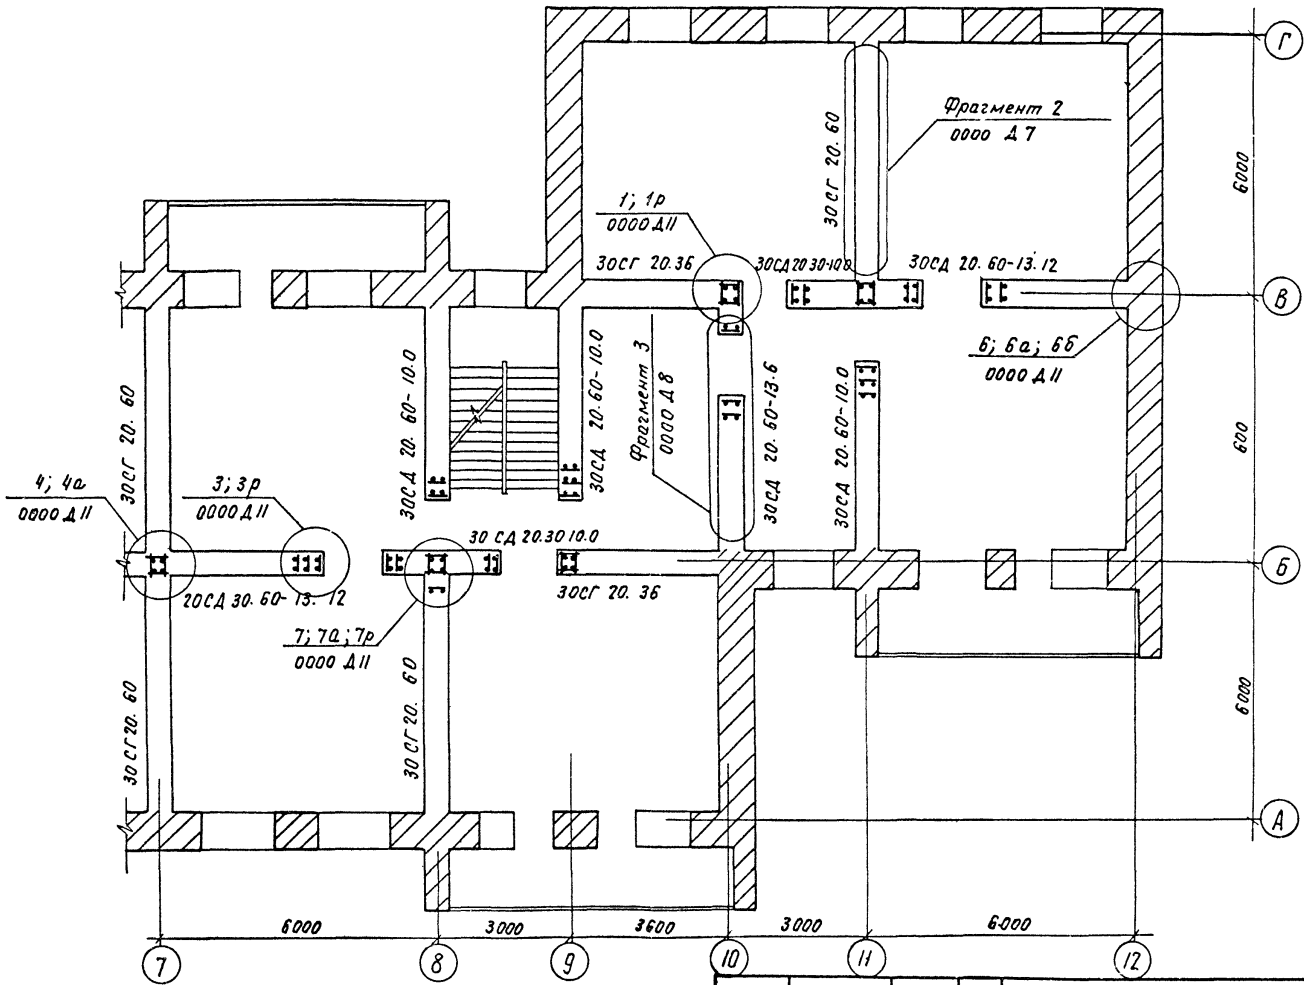 Г
Фрагмент 2
0000 Д7
6000
30СГ 20.60
1; 1р
0000 Д11
30СГ 20.36
30СД 20 30-10.0
30СД 20.60-13.12
В
6; 6а; 6б
0000 Д11
30СГ 20.60
30СД 20.60-10.0
30СД 20.60-10.0
Фрагмент 3
0000 Д8
30СД 20.60-13.6
30СД 20.60-10.0
600
4; 4а
0000 Д11
3; 3р
0000 Д11
30 СД 20.30 10.0
Б
20СД 30.60-13.12
30СГ 20.36
7; 7а; 7р
0000 Д11
30СГ 20.60
30СГ 20.60
6000
А
6000
3000
3600
3000
6000
7
8
9
10
11
12